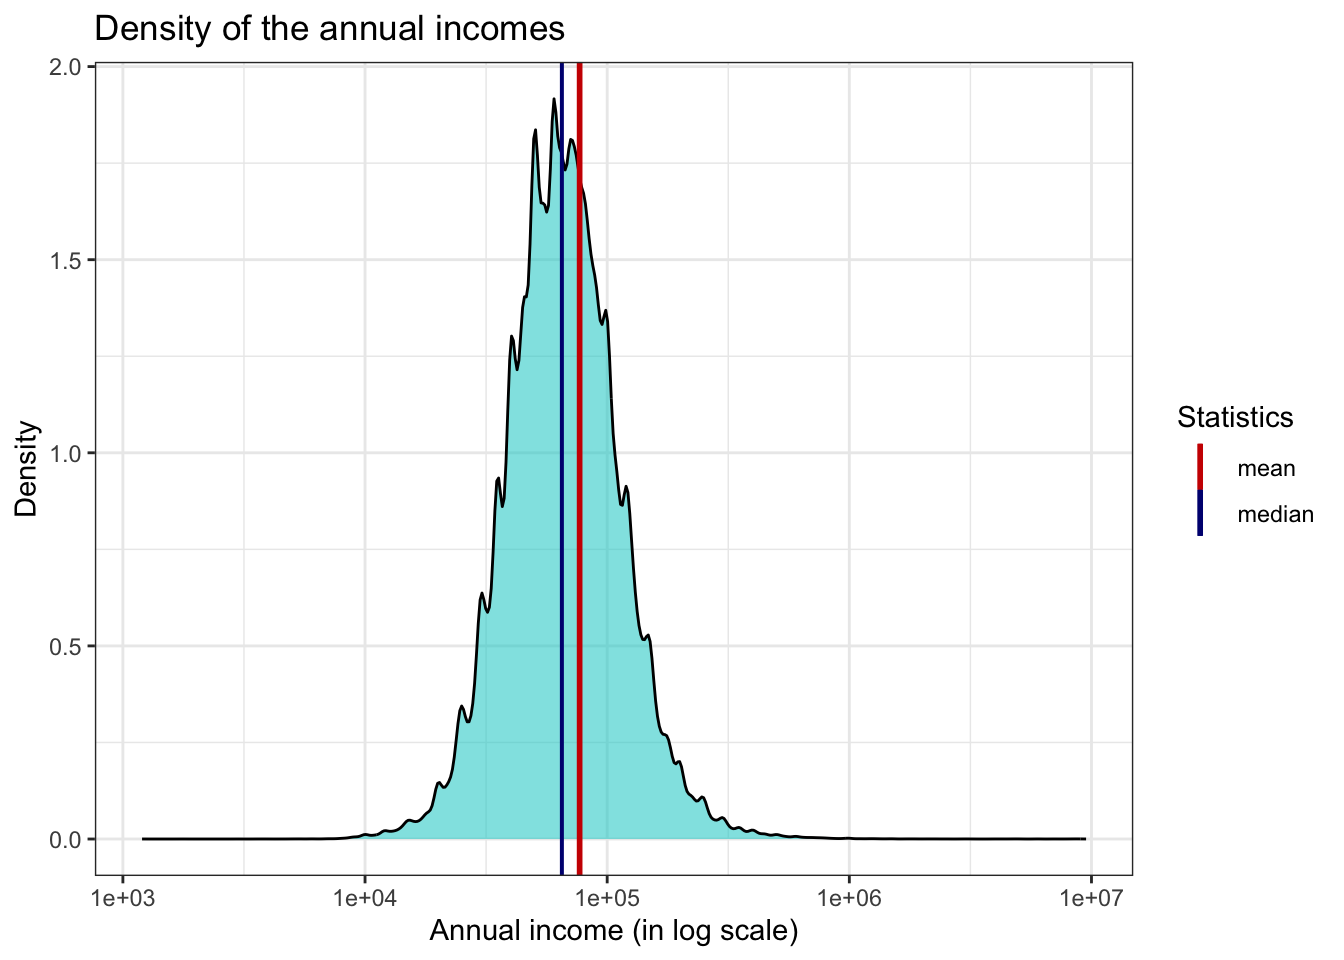 Density of the annual incomes
2.0
1.5
1.0
0.5
0.0
Density
1e+03 1e+04 1e+05 1e+06 1e+07
Annual income (in log scale)
Statistics
mean
median